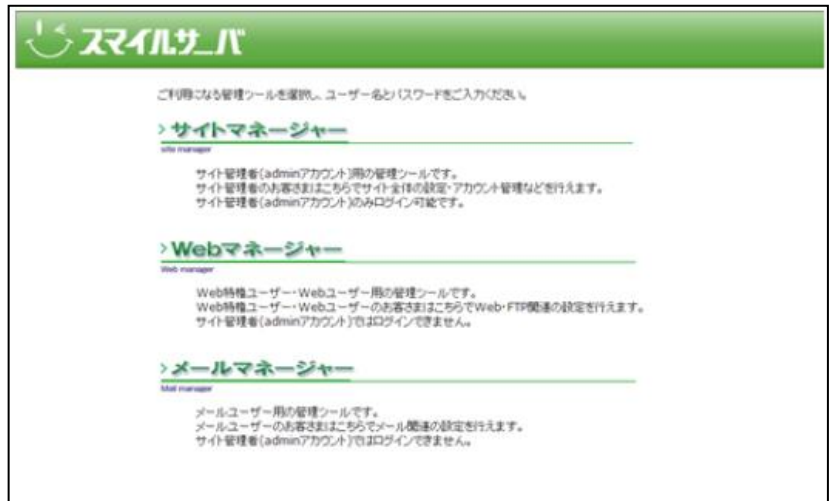 スマイルサーバ
ご利用になる管理ツールを選択し、ユーザー名とパスワードをご入力ください。
サイトマネージャー
site manager
サイト管理者(adminアカウント)用の管理ツールです。
サイト管理者のお客さまはこちらでサイト全体の設定・アカウント管理などを行えます。
サイト管理者(adminアカウント)のみログイン可能です。
Webマネージャー
Web manager
Web特権ユーザー・Webユーザー用の管理ツールです。
Web特権ユーザー・Webユーザーのお客さまはこちらでWeb・FTP関連の設定を行えます。
サイト管理者(adminアカウント)ではログインできません。
メールマネージャー
Mail manager
メールユーザー用の管理ツールです。
メールユーザーのお客さまはこちらでメール関連の設定を行えます。
サイト管理者(adminアカウント)ではログインできません。